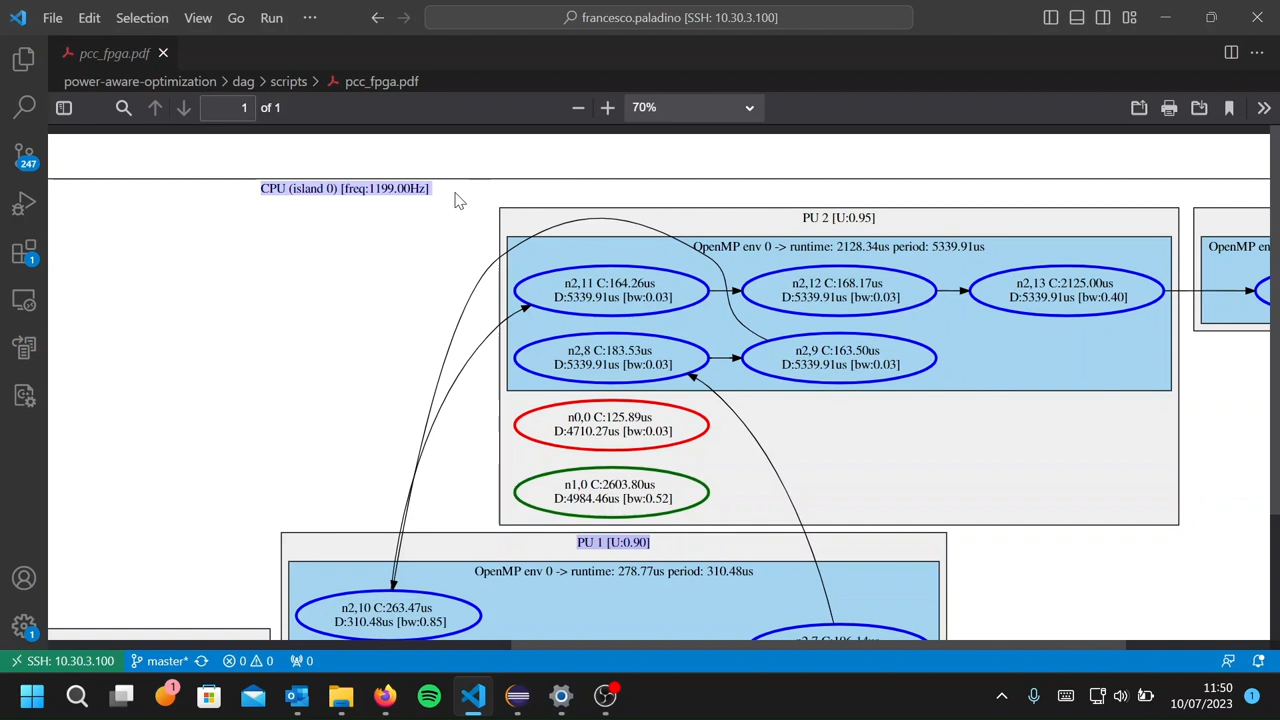 File Edit Selection View Go Run ··· francesco.paladino [SSH: 10.30.3.100]
pcc_fpga.pdf
power-aware-optimization > dag > scripts > pcc_fpga.pdf
1 of 1 70%
CPU (island 0) [freq:1199.00Hz]
PU 2 [U:0.95]
OpenMP env 0 -> runtime: 2128.34us period: 5339.91us
OpenMP en
n2,11 C:164.26us
D:5339.91us [bw:0.03]
n2,12 C:168.17us
D:5339.91us [bw:0.03]
n2,13 C:2125.00us
D:5339.91us [bw:0.40]
n2,8 C:183.53us
D:5339.91us [bw:0.03]
n2,9 C:163.50us
D:5339.91us [bw:0.03]
n0,0 C:125.89us
D:4710.27us [bw:0.03]
n1,0 C:2603.80us
D:4984.46us [bw:0.52]
PU 1 [U:0.90]
OpenMP env 0 -> runtime: 278.77us period: 310.48us
n2,10 C:263.47us
D:310.48us [bw:0.85]
247
1
1
SSH: 10.30.3.100 master* 0 0 0
1
11:50
10/07/2023
1